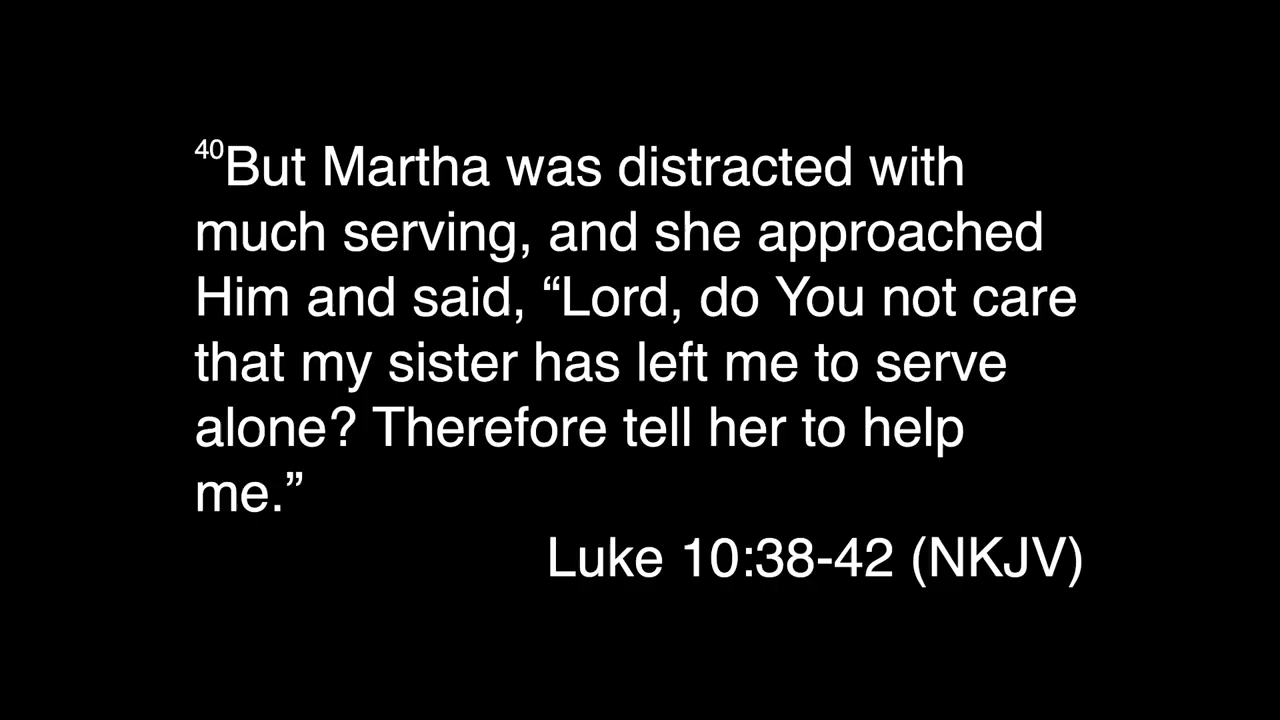 40But Martha was distracted with
much serving, and she approached
Him and said, “Lord, do You not care
that my sister has left me to serve
alone? Therefore tell her to help
me.”
Luke 10:38-42 (NKJV)